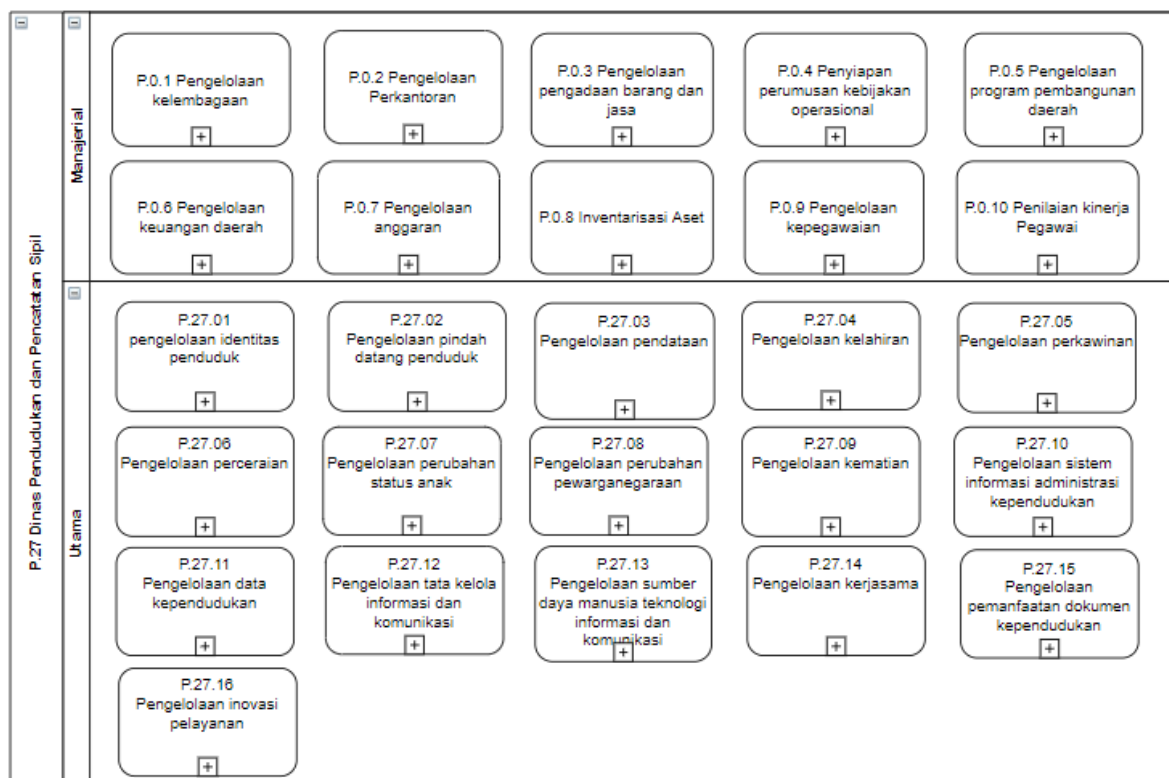 P.27 Dinas Pendudukan dan Pencatatan Sipil
Manajerial
P.0.1 Pengelolaan
kelembagaan
P.0.2 Pengelolaan
Perkantoran
P.0.3 Pengelolaan
pengadaan barang dan
jasa
P.0.4 Penyiapan
perumusan kebijakan
operasional
P.0.5 Pengelolaan
program pembangunan
daerah
P.0.6 Pengelolaan
keuangan daerah
P.0.7 Pengelolaan
anggaran
P.0.8 Inventarisasi Aset
P.0.9 Pengelolaan
kepegawaian
P.0.10 Penilaian kinerja
Pegawai
Utama
P.27.01
pengelolaan identitas
penduduk
P.27.02
Pengelolaan pindah
datang penduduk
P.27.03
Pengelolaan pendataan
P.27.04
Pengelolaan kelahiran
P.27.05
Pengelolaan perkawinan
P.27.06
Pengelolaan perceraian
P.27.07
Pengelolaan perubahan
status anak
P.27.08
Pengelolaan perubahan
pewarganegaraan
P.27.09
Pengelolaan kematian
P.27.10
Pengelolaan sistem
informasi administrasi
kependudukan
P.27.11
Pengelolaan data
kependudukan
P.27.12
Pengelolaan tata kelola
informasi dan
komunikasi
P.27.13
Pengelolaan sumber
daya manusia teknologi
informasi dan
komunikasi
P.27.14
Pengelolaan kerjasama
P.27.15
Pengelolaan
pemanfaatan dokumen
kependudukan
P.27.16
Pengelolaan inovasi
pelayanan